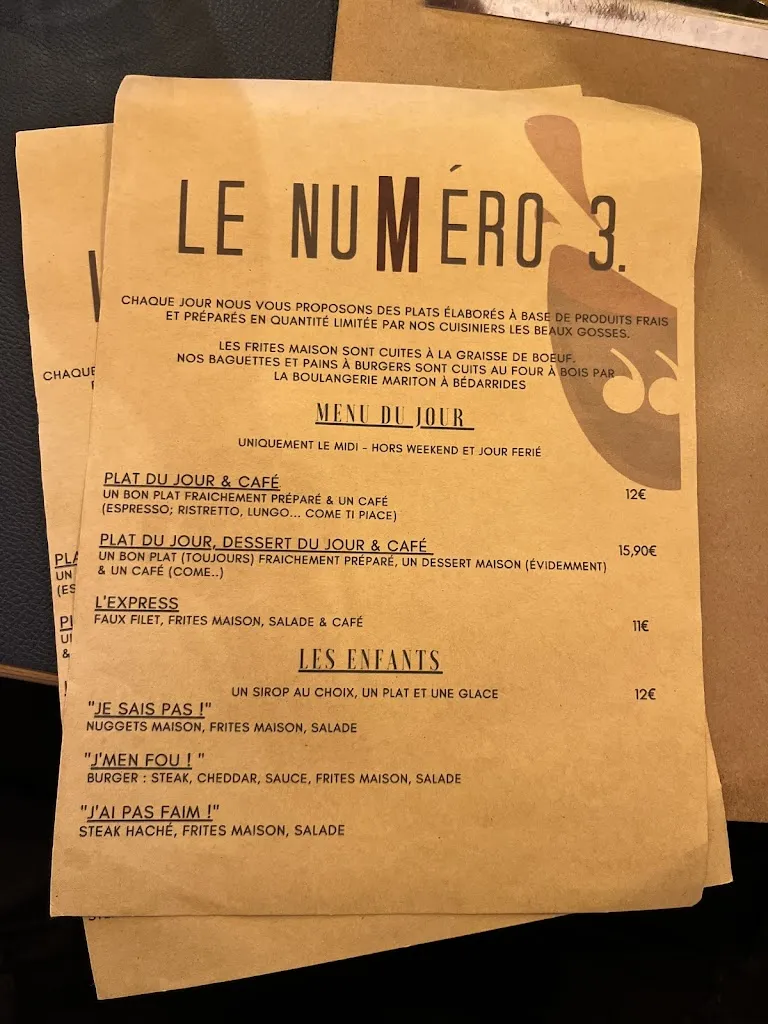 LE NUMÉRO 3.
CHAQUE JOUR NOUS VOUS PROPOSONS DES PLATS ÉLABORÉS À BASE DE PRODUITS FRAIS
ET PRÉPARÉS EN QUANTITÉ LIMITÉE PAR NOS CUISINIERS LES BEAUX GOSSES.
LES FRITES MAISON SONT CUITES À LA GRAISSE DE BOEUF.
NOS BAGUETTES ET PAINS À BURGERS SONT CUITS AU FOUR À BOIS PAR
LA BOULANGERIE MARITON À BÉDARRIDES
CHAQUE
MENU DU JOUR
UNIQUEMENT LE MIDI - HORS WEEKEND ET JOUR FERIÉ
PLAT DU JOUR & CAFÉ 12€
UN BON PLAT FRAICHEMENT PRÉPARÉ & UN CAFÉ
(ESPRESSO; RISTRETTO, LUNGO... COME TI PIACE)
PLAT DU JOUR, DESSERT DU JOUR & CAFÉ 15,90€
UN BON PLAT (TOUJOURS) FRAICHEMENT PRÉPARÉ, UN DESSERT MAISON (ÉVIDEMMENT)
& UN CAFÉ (COME..)
PLA
UN
(ES
L'EXPRESS
FAUX FILET, FRITES MAISON, SALADE & CAFÉ 11€
&
LES ENFANTS
UN SIROP AU CHOIX, UN PLAT ET UNE GLACE 12€
"JE SAIS PAS !"
NUGGETS MAISON, FRITES MAISON, SALADE
"J'MEN FOU ! "
BURGER : STEAK, CHEDDAR, SAUCE, FRITES MAISON, SALADE
"J'AI PAS FAIM !"
STEAK HACHÉ, FRITES MAISON, SALADE